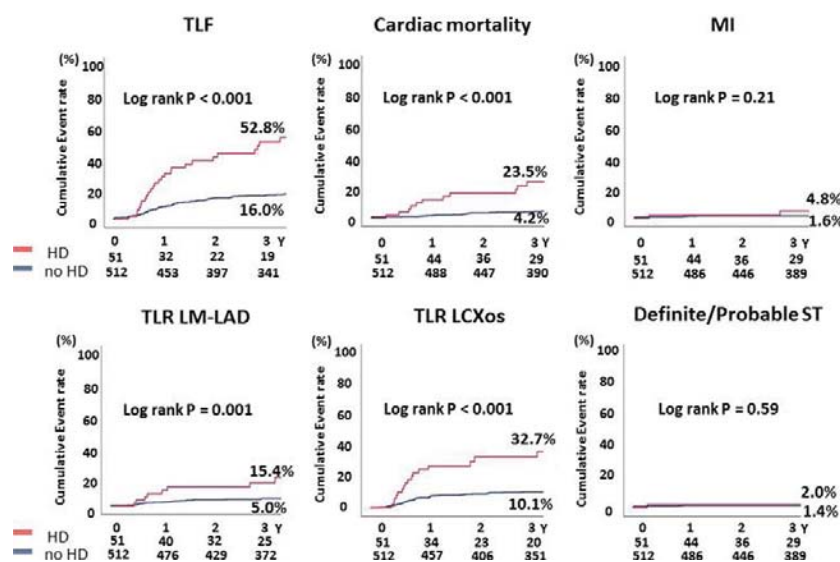 TLF
Cardiac mortality
MI
(%)
100
80
60
40
20
0
Cumulative Event rate
Log rank P < 0.001
52.8%
16.0%
(%)
100
80
60
40
20
0
Cumulative Event rate
Log rank P < 0.001
23.5%
4.2%
(%)
100
80
60
40
20
0
Cumulative Event rate
Log rank P = 0.21
4.8%
1.6%
0 1 2 3 Y
HD 51 32 22 19
no HD 512 453 397 341
0 1 2 3 Y
51 44 36 29
512 488 447 390
0 1 2 3 Y
51 44 36 29
512 486 446 389
TLR LM-LAD
TLR LCXos
Definite/Probable ST
(%)
100
80
60
40
20
0
Cumulative Event rate
Log rank P = 0.001
15.4%
5.0%
(%)
100
80
60
40
20
0
Cumulative Event rate
Log rank P < 0.001
32.7%
10.1%
(%)
100
80
60
40
20
0
Cumulative Event rate
Log rank P = 0.59
2.0%
1.4%
0 1 2 3 Y
HD 51 40 32 25
no HD 512 476 429 372
0 1 2 3 Y
51 34 23 20
512 457 406 351
0 1 2 3 Y
51 44 36 29
512 486 446 389